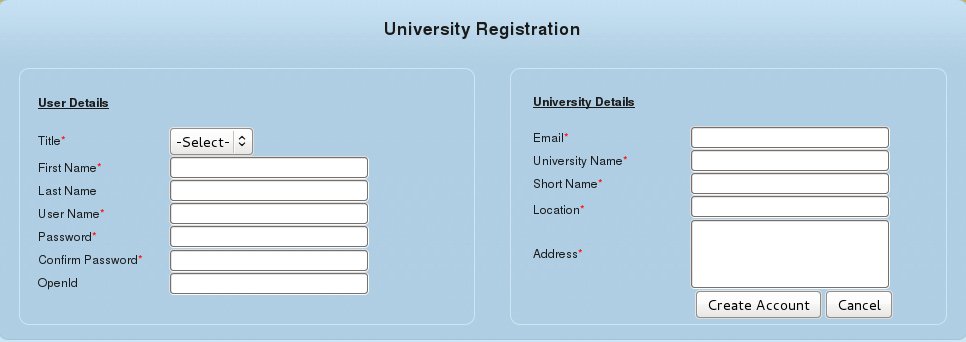 University Registration
User Details
Title*
-Select-
First Name*
Last Name
User Name*
Password*
Confirm Password*
OpenId
University Details
Email*
University Name*
Short Name*
Location*
Address*
Create Account
Cancel